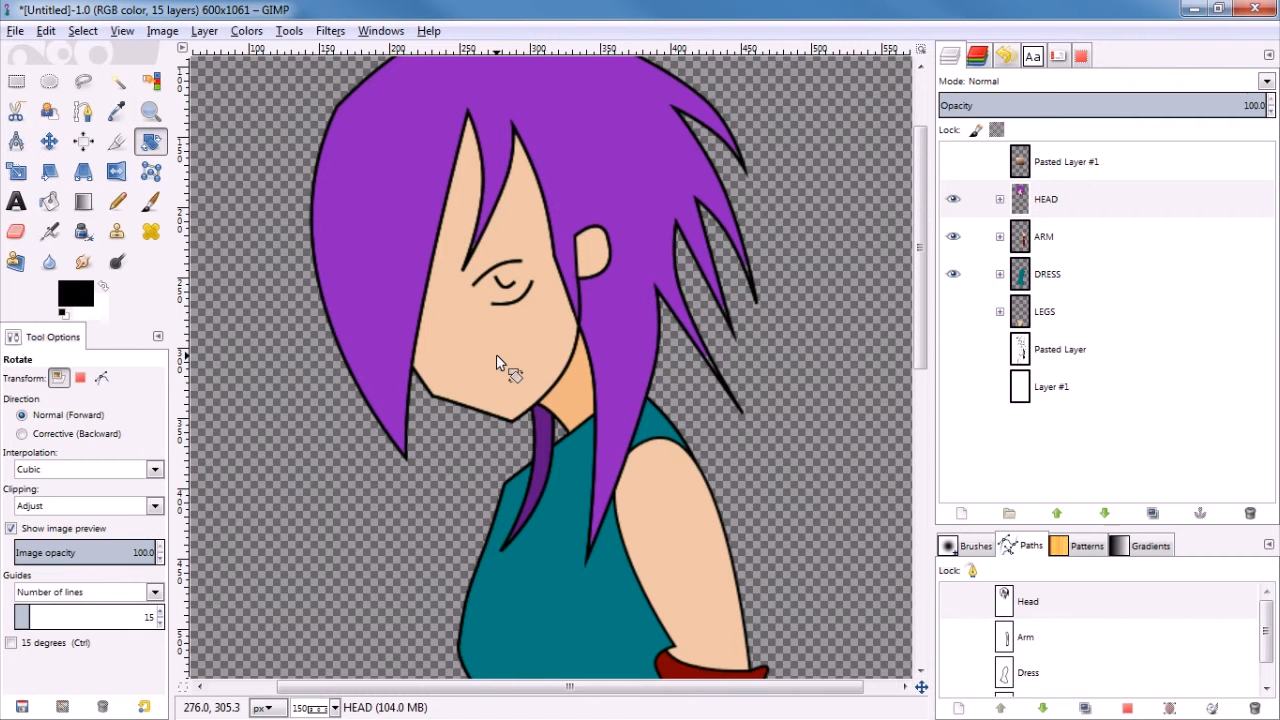 *[Untitled]-1.0 (RGB color, 15 layers) 600x1061 – GIMP
File Edit Select View Image Layer Colors Tools Filters Windows Help
100 150 200 250 300 350 400 450 500 550
Mode: Normal
Opacity 100.0
Lock:
Pasted Layer #1
HEAD
ARM
DRESS
LEGS
Pasted Layer
Layer #1
Tool Options
Rotate
Transform:
Direction
Normal (Forward)
Corrective (Backward)
Interpolation:
Cubic
Clipping:
Adjust
Show image preview
Image opacity 100.0
Guides
Number of lines
15
15 degrees (Ctrl)
Brushes Paths Patterns Gradients
Lock:
Head
Arm
Dress
276.0, 305.3 px 150 HEAD (104.0 MB)